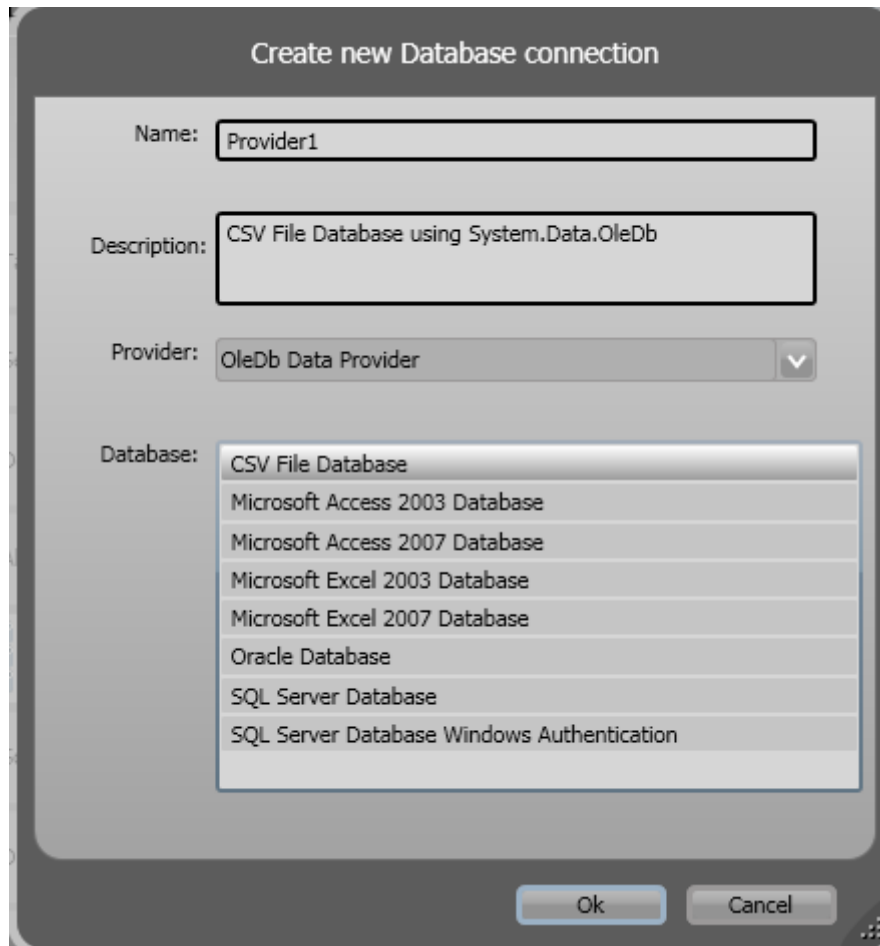 Create new Database connection
Name:
Provider1
Description:
CSV File Database using System.Data.OleDb
Provider:
OleDb Data Provider
Database:
CSV File Database
Microsoft Access 2003 Database
Microsoft Access 2007 Database
Microsoft Excel 2003 Database
Microsoft Excel 2007 Database
Oracle Database
SQL Server Database
SQL Server Database Windows Authentication
Ok
Cancel